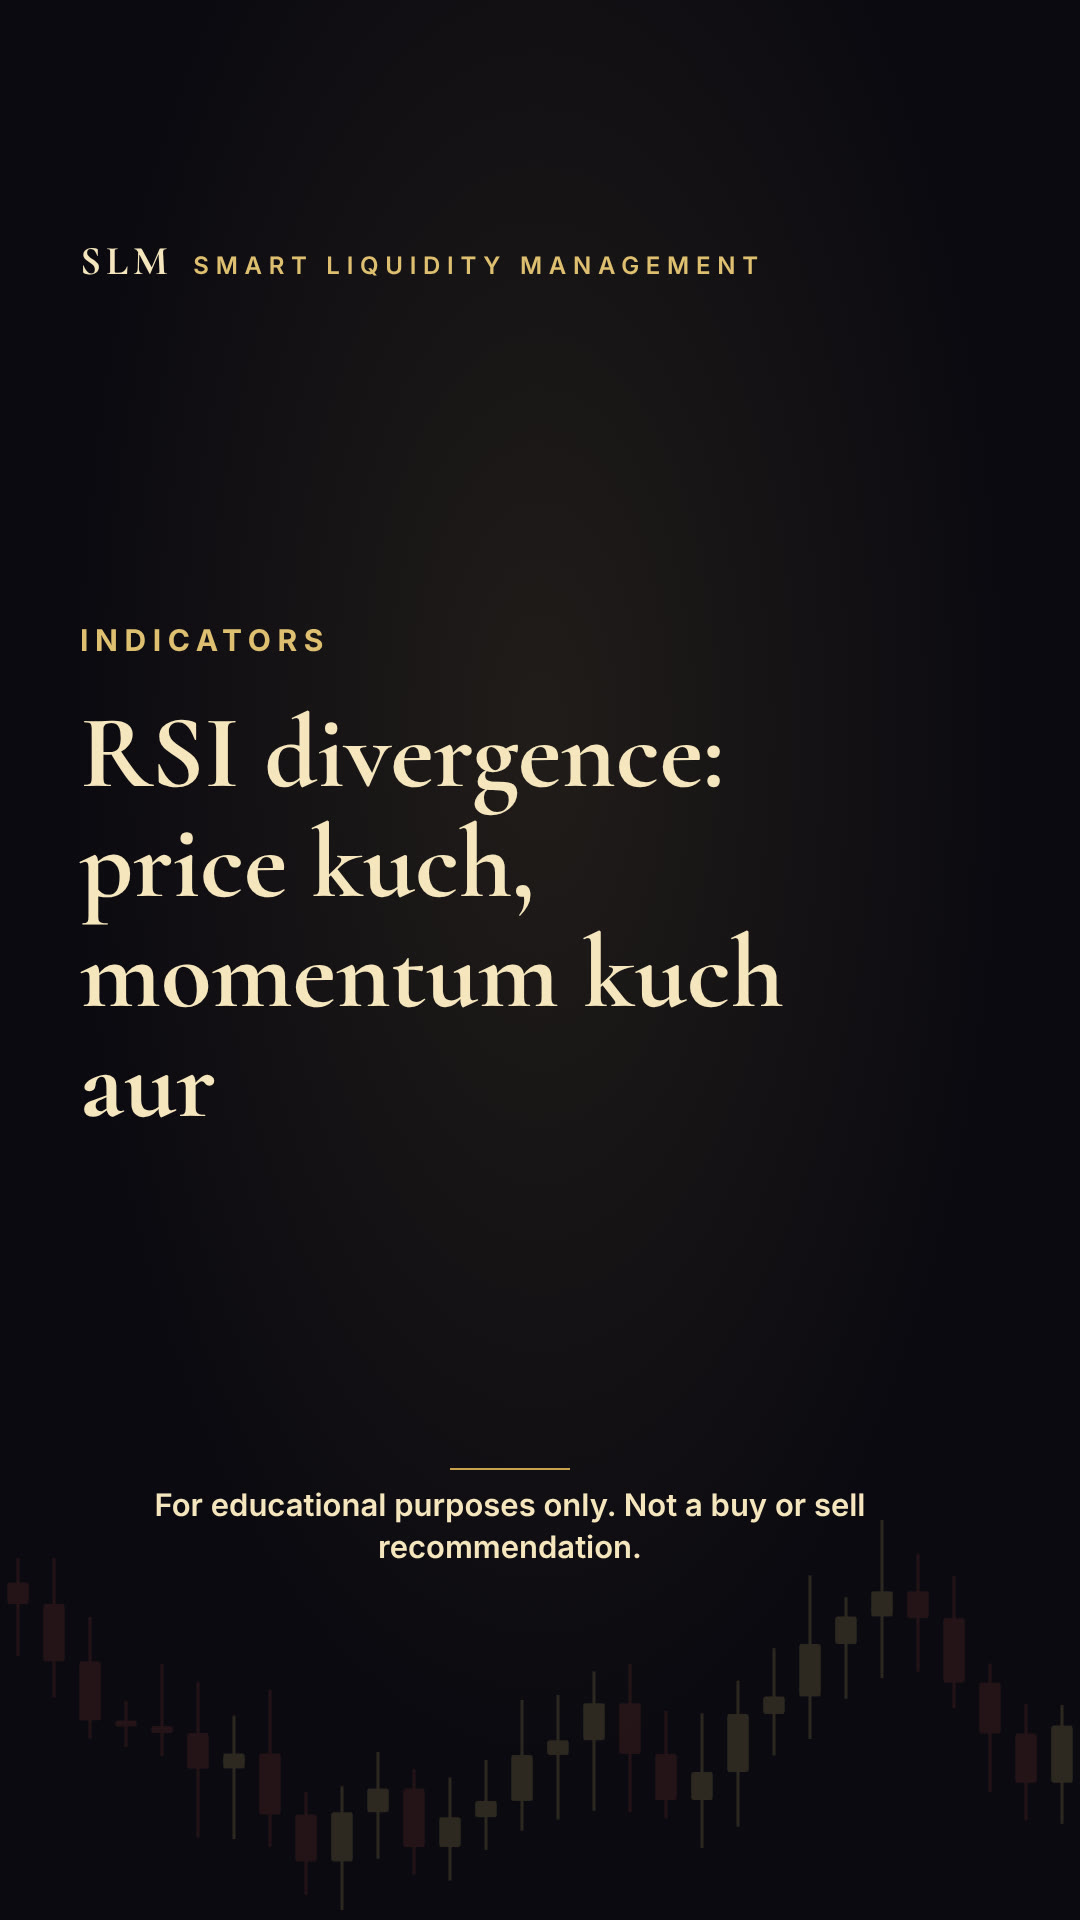 SLM SMART LIQUIDITY MANAGEMENT
INDICATORS
RSI divergence:
price kuch,
momentum kuch
aur
For educational purposes only. Not a buy or sell
recommendation.